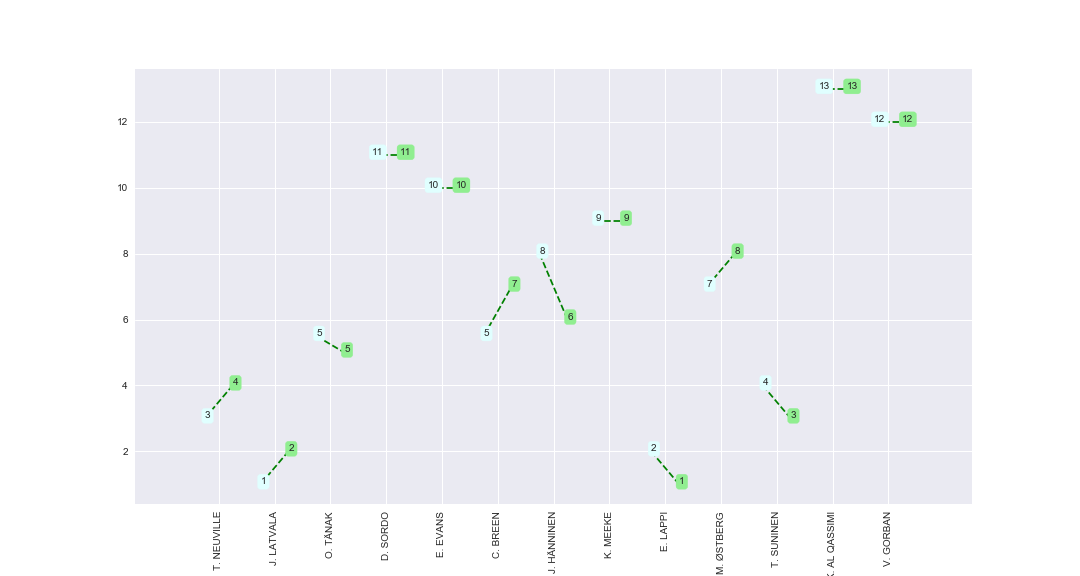 13 13
12 12 12
11 11
10 10 10
9 9
8 8 8
7 7
6 6
5 5 5 5
4 4 4
3 3
2 2 2
1 1
T. NEUVILLE
J. LATVALA
O. TÄNAK
D. SORDO
E. EVANS
C. BREEN
J. HÄNNINEN
K. MEEKE
E. LAPPI
M. ØSTBERG
T. SUNINEN
AL QASSIMI
V. GORBAN